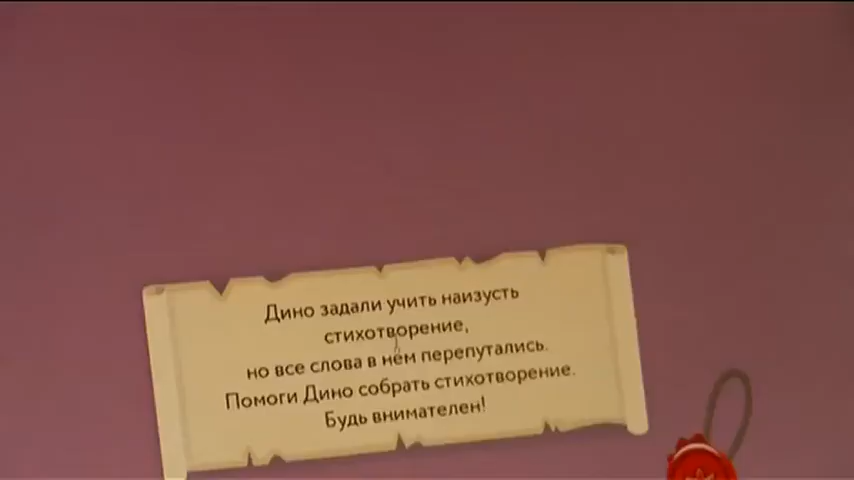 Дино задали учить наизусть
стихотворение,
но все слова в нём перепутались.
Помоги Дино собрать стихотворение.
Будь внимателен!